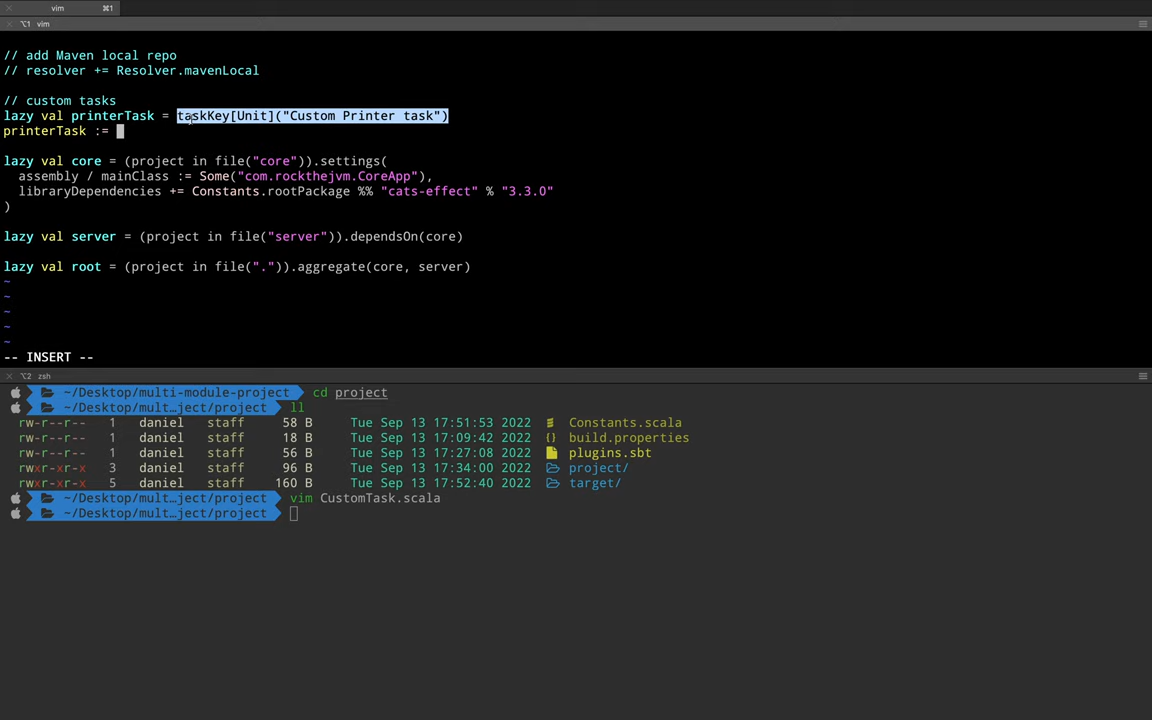 vim ⌘1
⌥1 vim
// add Maven local repo
// resolver += Resolver.mavenLocal
// custom tasks
lazy val printerTask = taskKey[Unit]("Custom Printer task")
printerTask :=
lazy val core = (project in file("core")).settings(
  assembly / mainClass := Some("com.rockthejvm.CoreApp"),
  libraryDependencies += Constants.rootPackage %% "cats-effect" % "3.3.0"
)
lazy val server = (project in file("server")).dependsOn(core)
lazy val root = (project in file(".")).aggregate(core, server)
~
~
~
~
~
-- INSERT --
⌥2 zsh
~/Desktop/multi-module-project cd project
~/Desktop/mult…ject/project ll
rw-r--r-- 1 daniel staff 58 B Tue Sep 13 17:51:53 2022 Constants.scala
rw-r--r-- 1 daniel staff 18 B Tue Sep 13 17:09:42 2022 {} build.properties
rw-r--r-- 1 daniel staff 56 B Tue Sep 13 17:27:08 2022 plugins.sbt
rwxr-xr-x 3 daniel staff 96 B Tue Sep 13 17:34:00 2022 project/
rwxr-xr-x 5 daniel staff 160 B Tue Sep 13 17:52:40 2022 target/
~/Desktop/mult…ject/project vim CustomTask.scala
~/Desktop/mult…ject/project